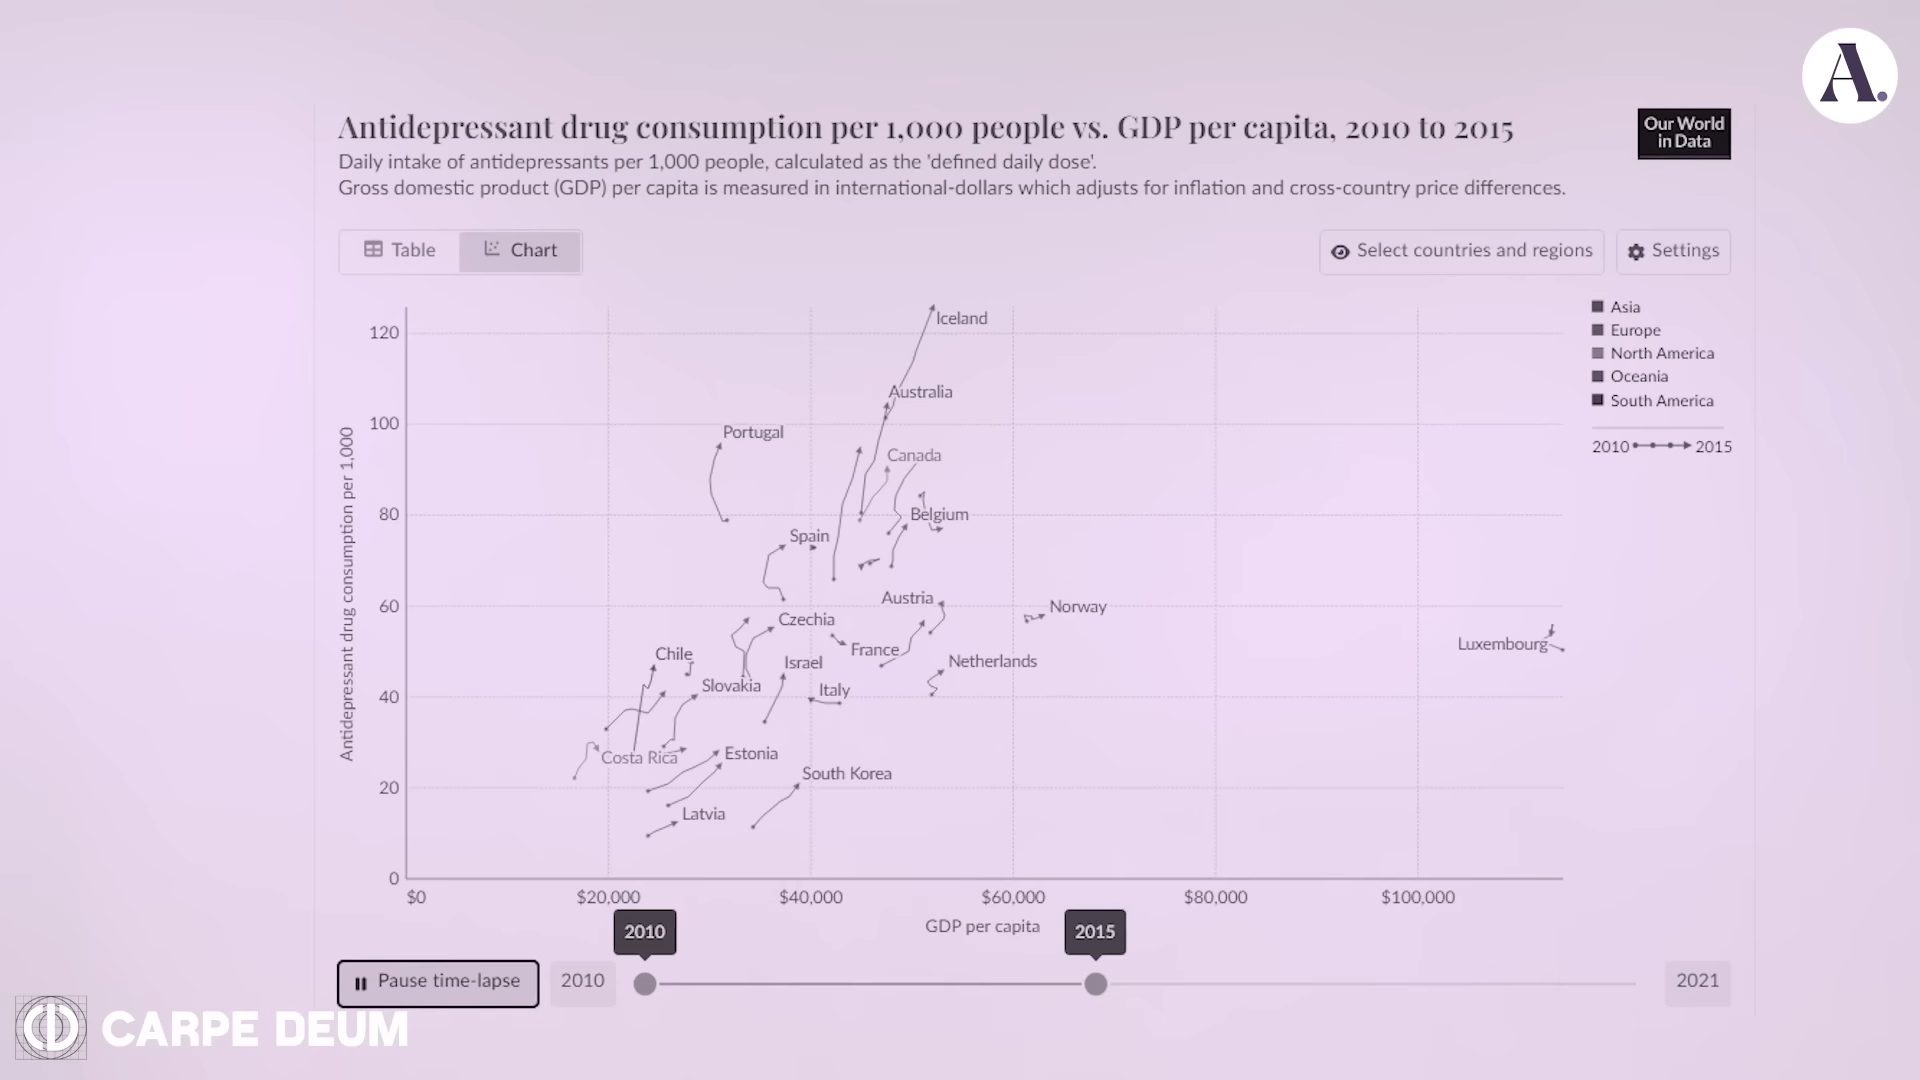 A.
Antidepressant drug consumption per 1,000 people vs. GDP per capita, 2010 to 2015
Our World
in Data
Daily intake of antidepressants per 1,000 people, calculated as the 'defined daily dose'.
Gross domestic product (GDP) per capita is measured in international-dollars which adjusts for inflation and cross-country price differences.
Table
Chart
Select countries and regions
Settings
Asia
Europe
North America
Oceania
South America
2010 2015
Antidepressant drug consumption per 1,000
120
100
80
60
40
20
0
Iceland
Australia
Portugal
Canada
Belgium
Spain
Austria
Norway
Czechia
Luxembourg
France
Chile
Israel
Netherlands
Slovakia
Italy
Costa Rica
Estonia
South Korea
Latvia
$0
$20,000
$40,000
$60,000
$80,000
$100,000
GDP per capita
2010
2015
Pause time-lapse
2010
2021
CARPE DEUM